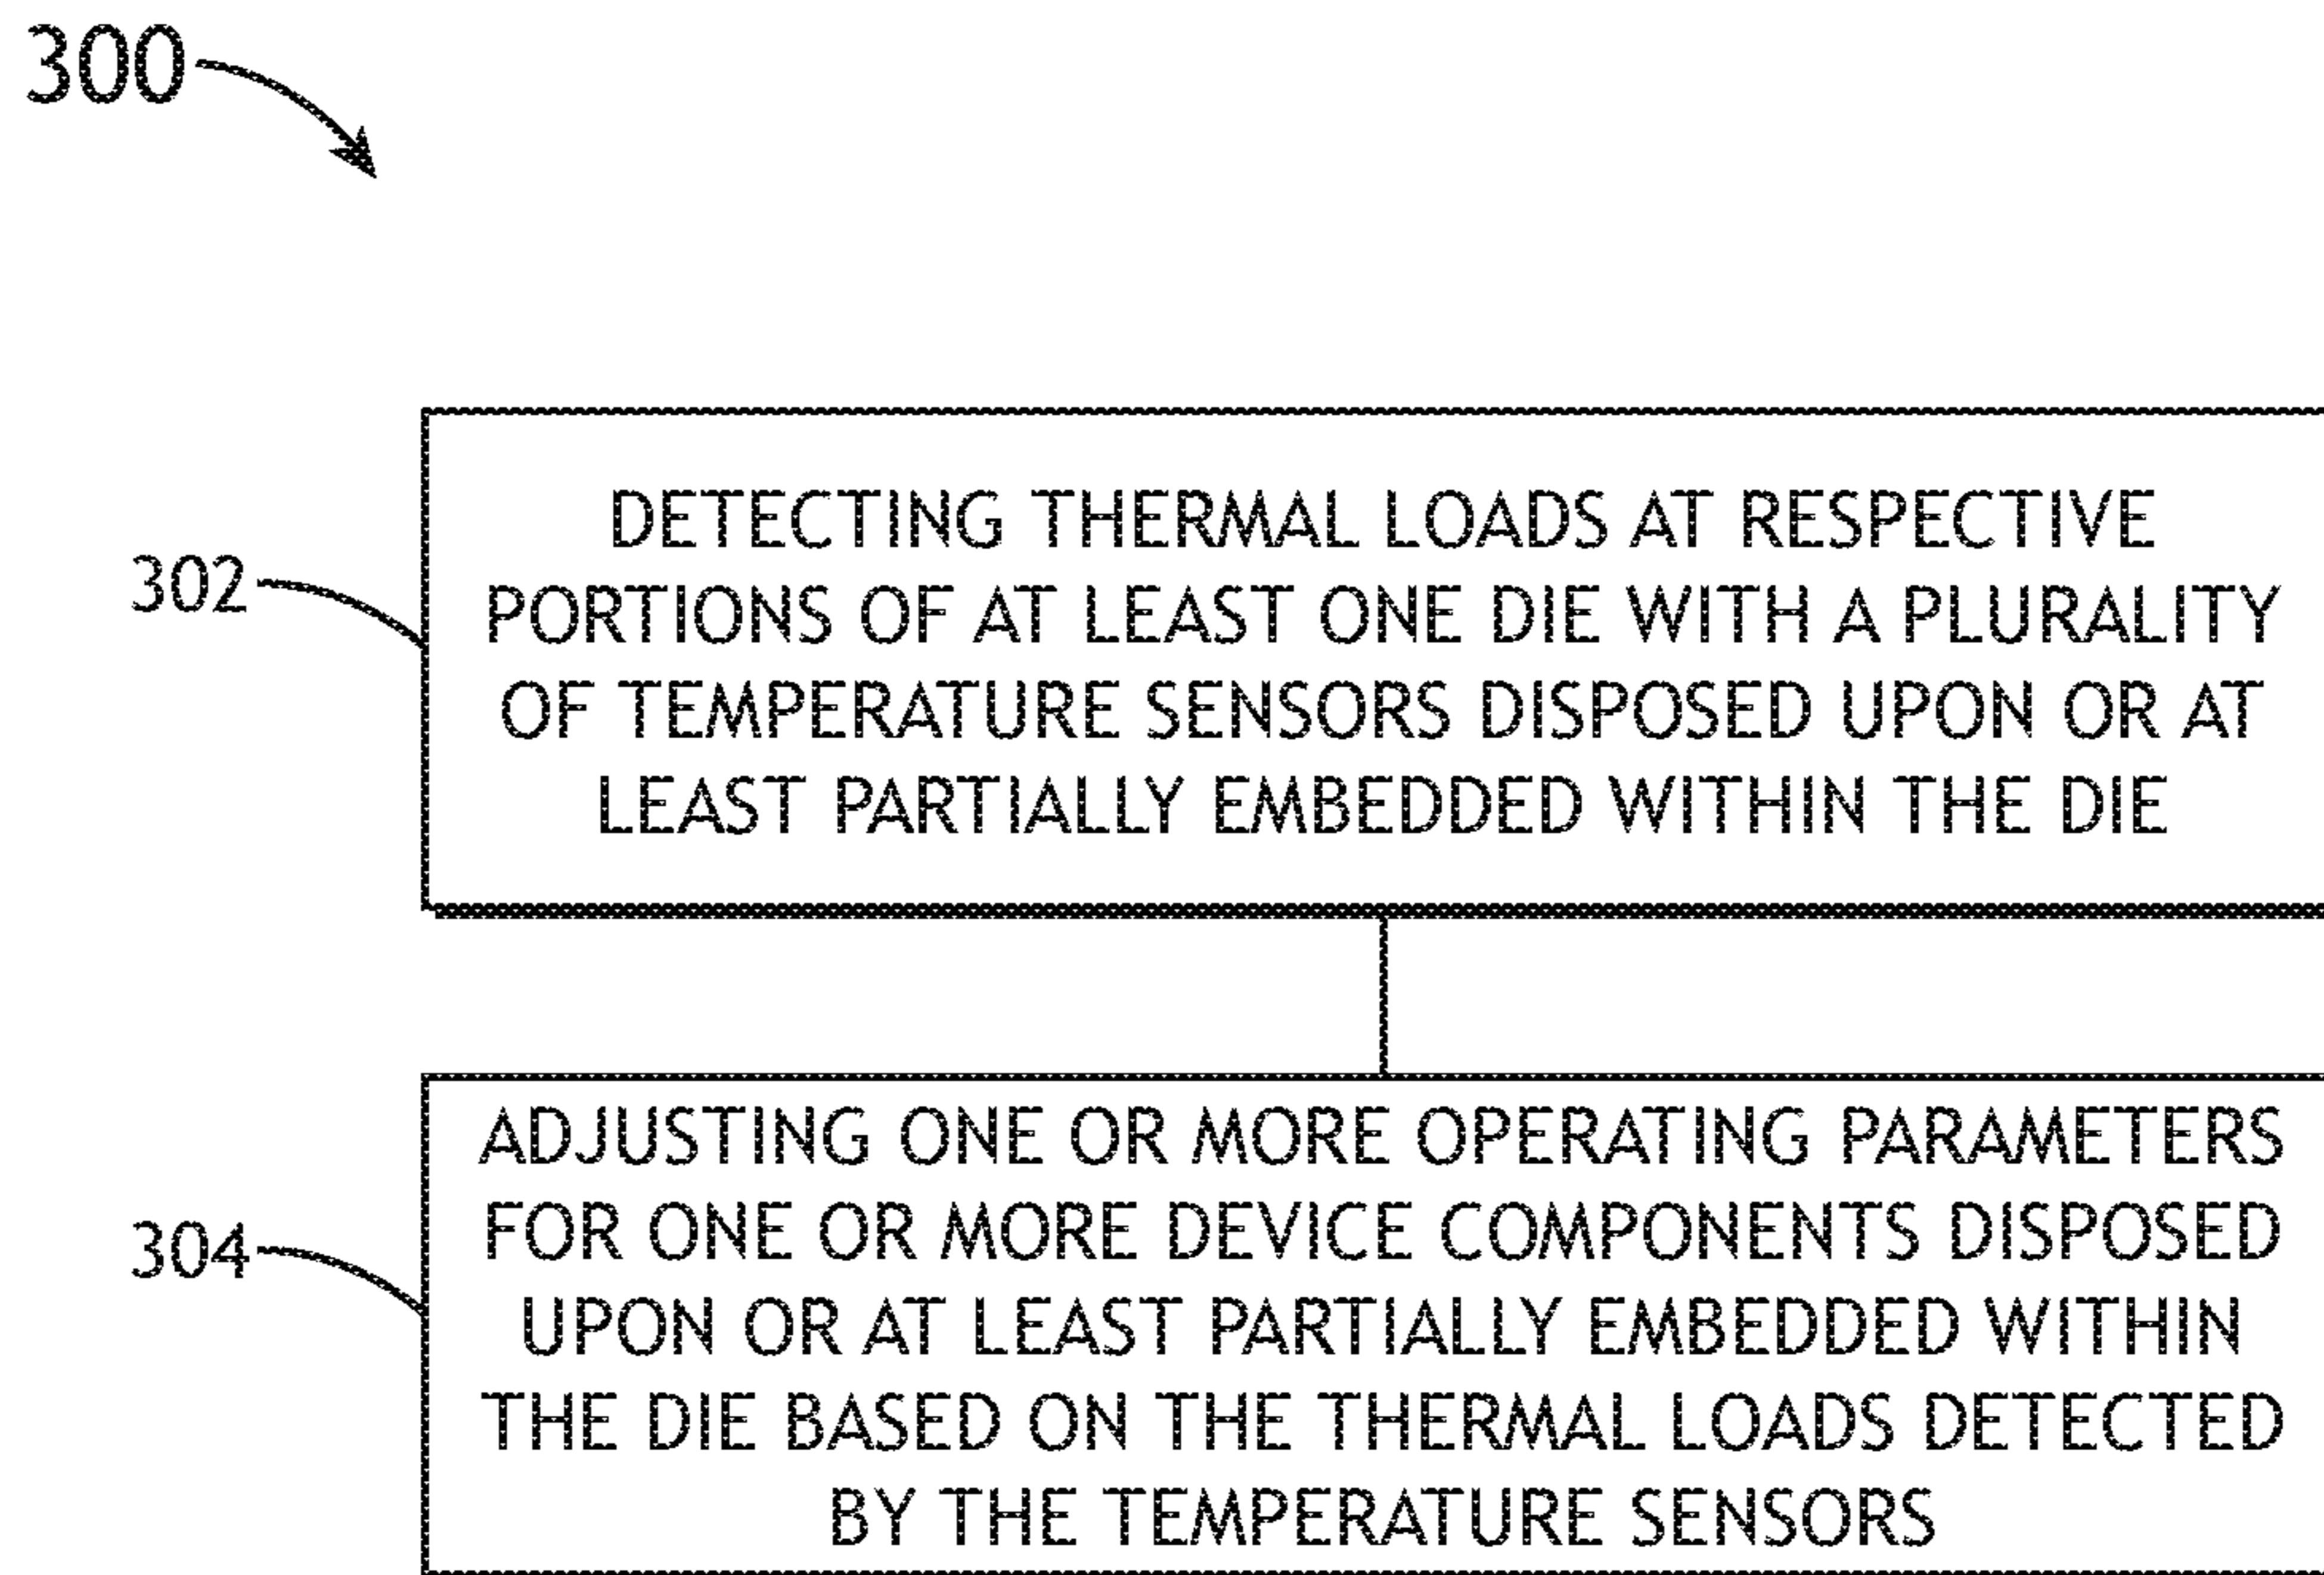 300
302
DETECTING THERMAL LOADS AT RESPECTIVE
PORTIONS OF AT LEAST ONE DIE WITH A PLURALITY
OF TEMPERATURE SENSORS DISPOSED UPON OR AT
LEAST PARTIALLY EMBEDDED WITHIN THE DIE
304
ADJUSTING ONE OR MORE OPERATING PARAMETERS
FOR ONE OR MORE DEVICE COMPONENTS DISPOSED
UPON OR AT LEAST PARTIALLY EMBEDDED WITHIN
THE DIE BASED ON THE THERMAL LOADS DETECTED
BY THE TEMPERATURE SENSORS